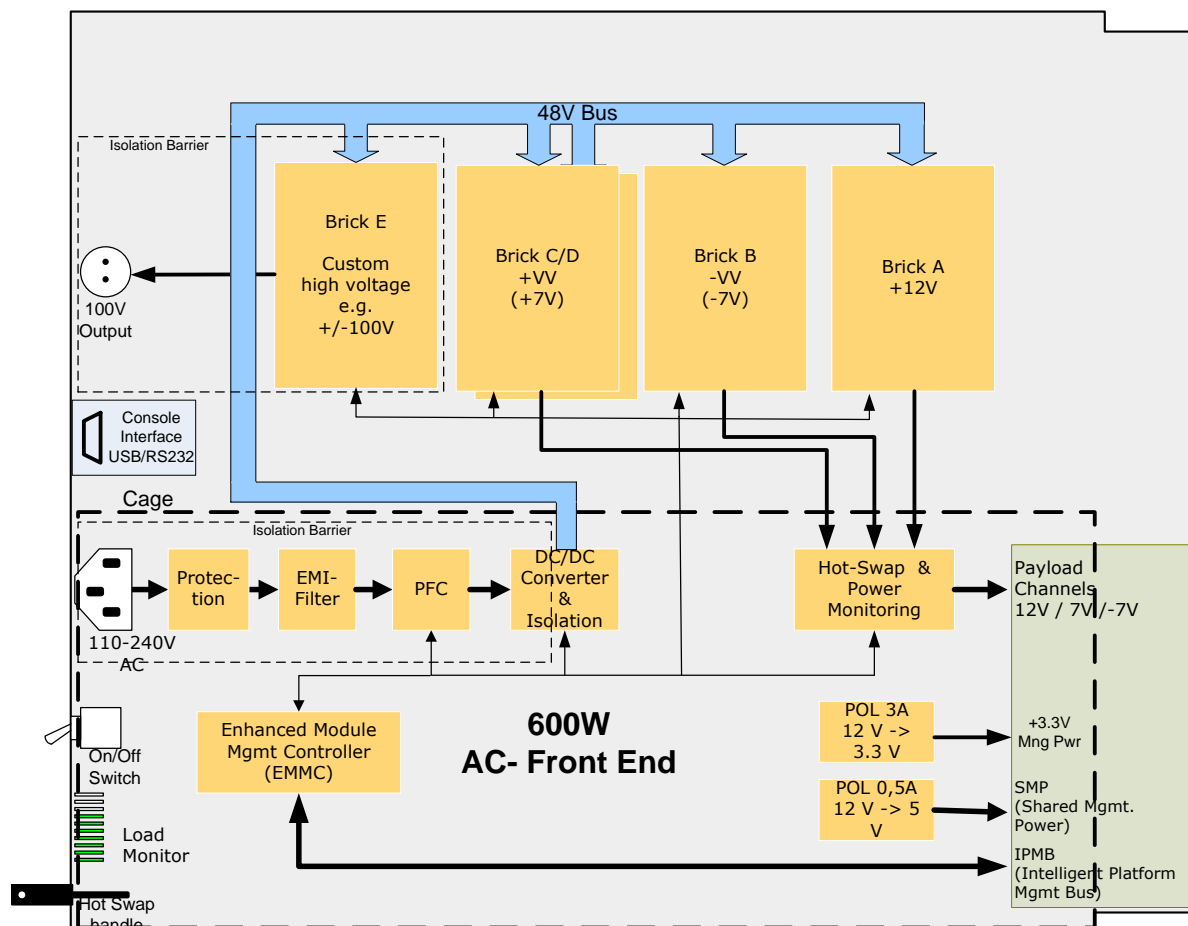 48V Bus
Isolation Barrier
Brick E
Custom
high voltage
e.g.
+/-100V
Brick C/D
+VV
(+7V)
Brick B
-VV
(-7V)
Brick A
+12V
100V
Output
Console
Interface
USB/RS232
Cage
Isolation Barrier
Protec-
tion
EMI-
Filter
PFC
DC/DC
Converter
&
Isolation
Hot-Swap &
Power
Monitoring
Payload
Channels
12V / 7V /-7V
110-240V
AC
Enhanced Module
Mgmt Controller
(EMMC)
600W
AC- Front End
POL 3A
12 V ->
3.3 V
+3.3V
Mng Pwr
On/Off
Switch
POL 0,5A
12 V -> 5
V
SMP
(Shared Mgmt.
Power)
Load
Monitor
IPMB
(Intelligent Platform
Mgmt Bus)
Hot Swap
handle